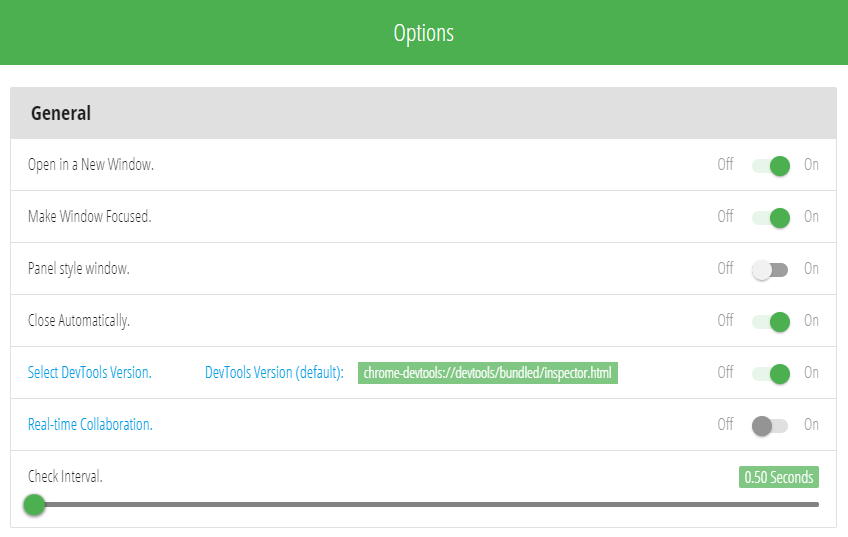 Options
General
Open in a New Window. Off On
Make Window Focused. Off On
Panel style window. Off On
Close Automatically. Off On
Select DevTools Version. DevTools Version (default): chrome-devtools://devtools/bundled/inspector.html Off On
Real-time Collaboration. Off On
Check Interval. 0.50 Seconds